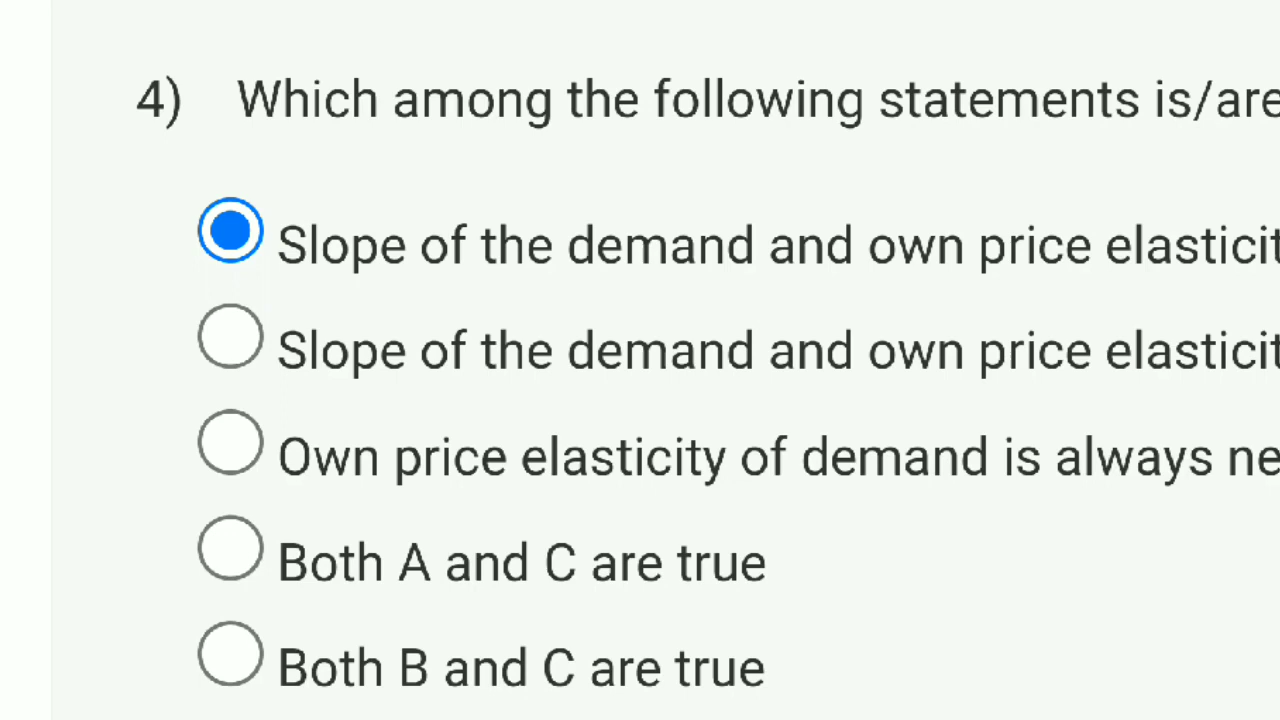 4) Which among the following statements is/are
Slope of the demand and own price elasticit
Slope of the demand and own price elasticit
Own price elasticity of demand is always ne
Both A and C are true
Both B and C are true